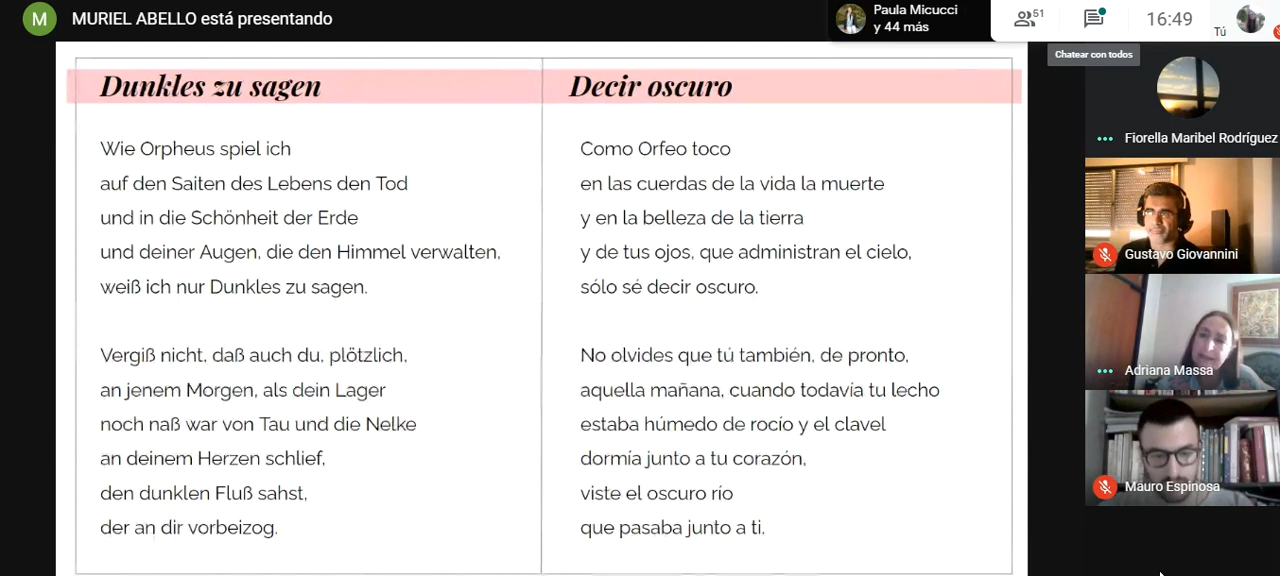 M MURIEL ABELLO está presentando
Paula Micucci
y 44 más
51
16:49
Tú
Chatear con todos
Dunkles zu sagen
Wie Orpheus spiel ich
auf den Saiten des Lebens den Tod
und in die Schönheit der Erde
und deiner Augen, die den Himmel verwalten,
weiß ich nur Dunkles zu sagen.
Vergiß nicht, daß auch du, plötzlich,
an jenem Morgen, als dein Lager
noch naß war von Tau und die Nelke
an deinem Herzen schlief,
den dunklen Fluß sahst,
der an dir vorbeizog.
Decir oscuro
Como Orfeo toco
en las cuerdas de la vida la muerte
y en la belleza de la tierra
y de tus ojos, que administran el cielo,
sólo sé decir oscuro.
No olvides que tú también, de pronto,
aquella mañana, cuando todavía tu lecho
estaba húmedo de rocío y el clavel
dormía junto a tu corazón,
viste el oscuro río
que pasaba junto a ti.
Fiorella Maribel Rodríguez
Gustavo Giovannini
Adriana Massa
Mauro Espinosa